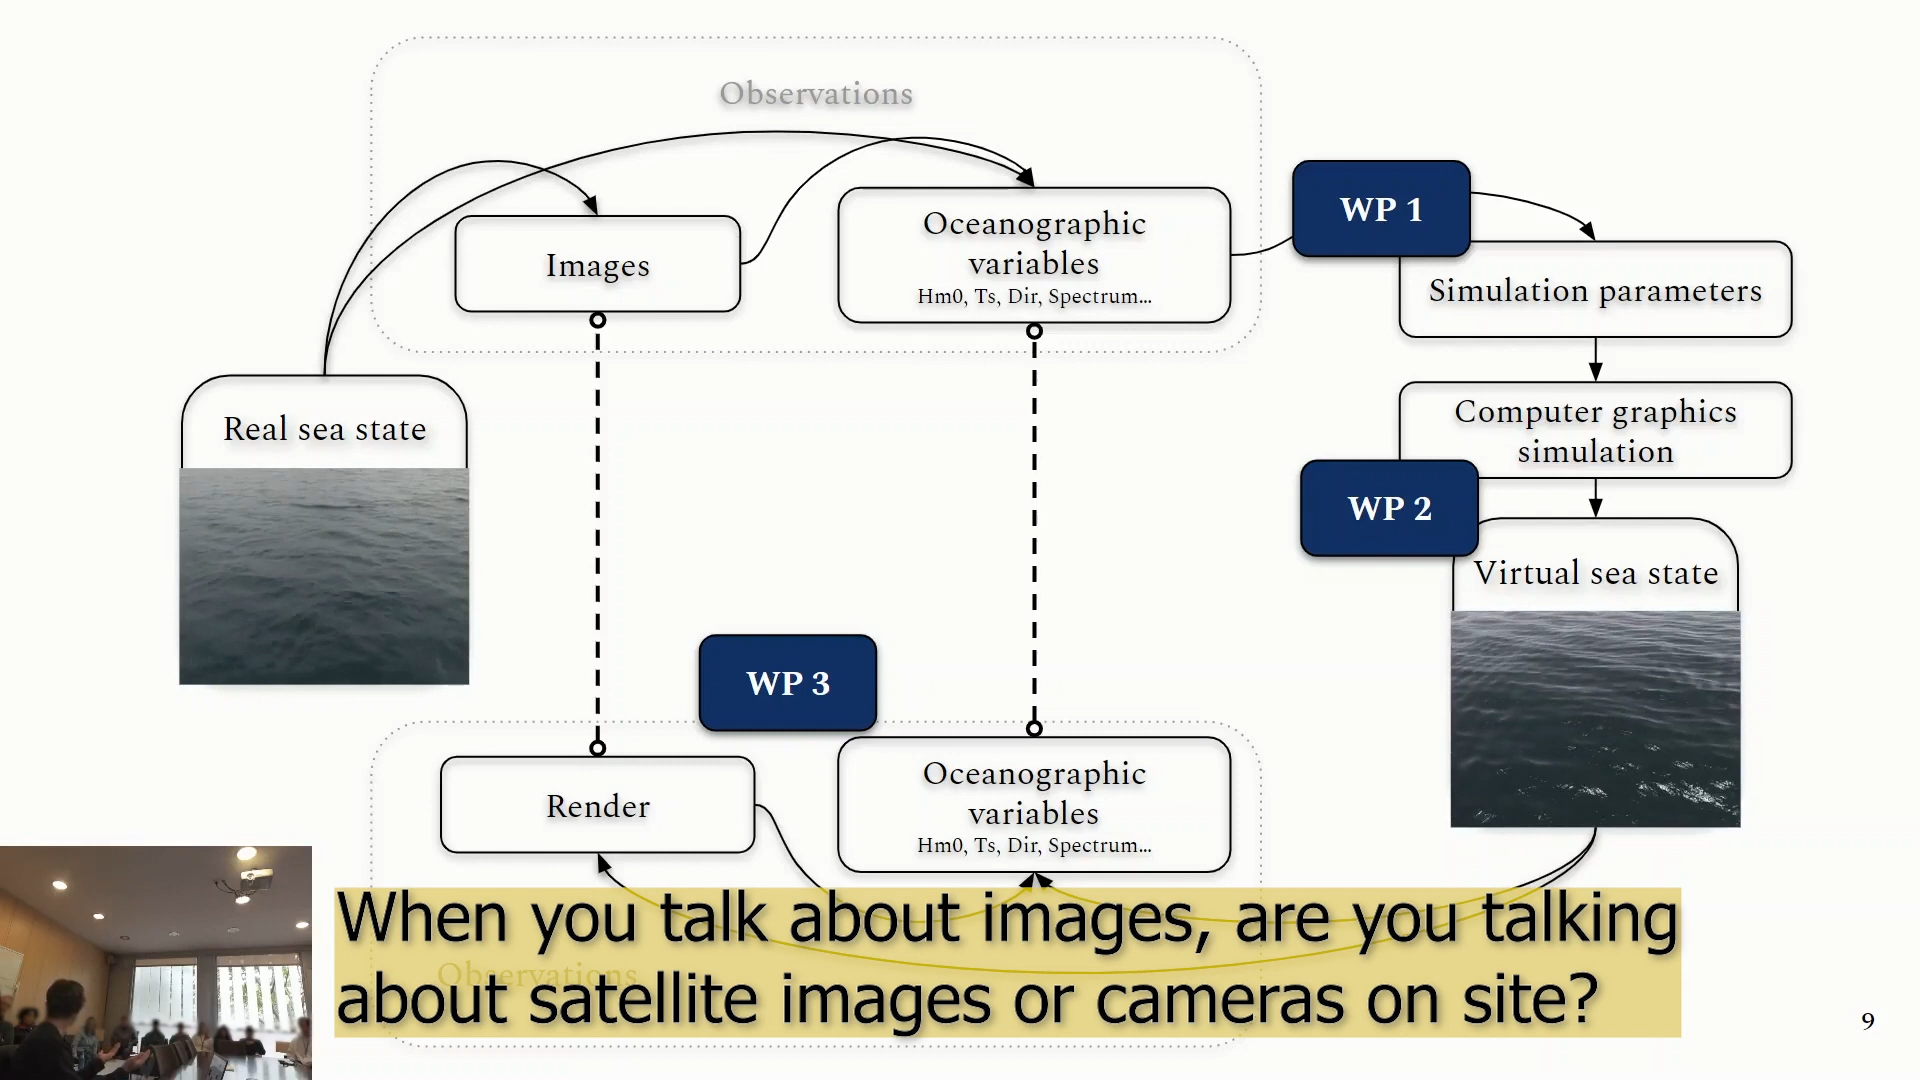 Observations
Images
Oceanographic
variables
Hm0, Ts, Dir, Spectrum...
WP 1
Simulation parameters
Computer graphics
simulation
WP 2
Real sea state
Virtual sea state
WP 3
Render
Oceanographic
variables
Hm0, Ts, Dir, Spectrum...
Observations
When you talk about images, are you talking
about satellite images or cameras on site?
9